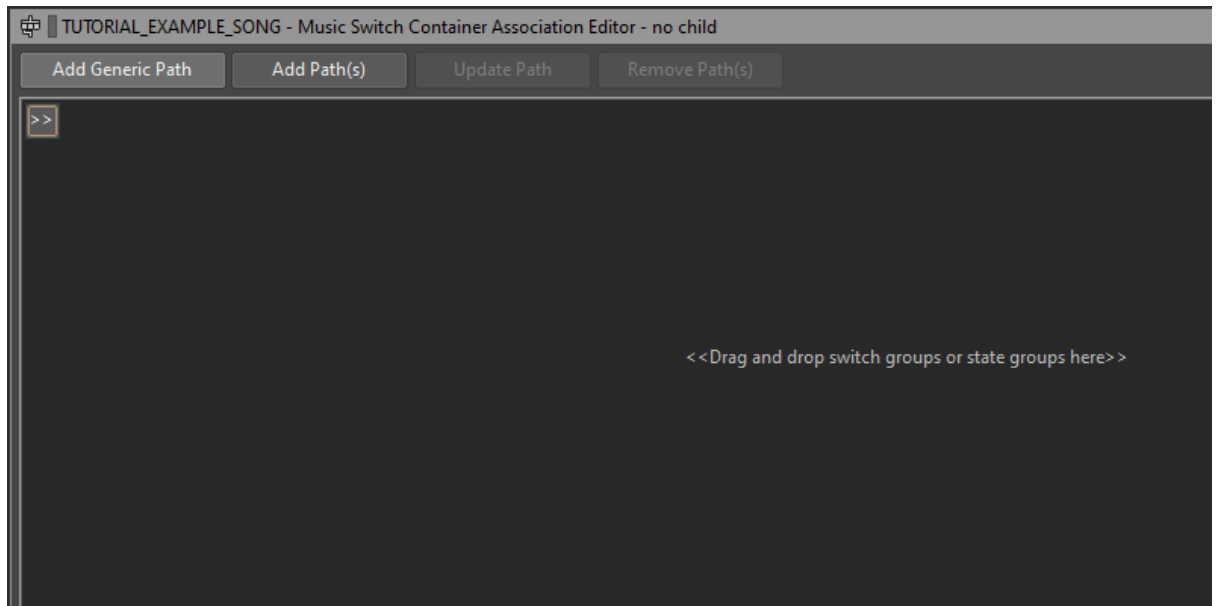 TUTORIAL_EXAMPLE_SONG - Music Switch Container Association Editor - no child
Add Generic Path Add Path(s) Update Path Remove Path(s)
>>
<<Drag and drop switch groups or state groups here>>